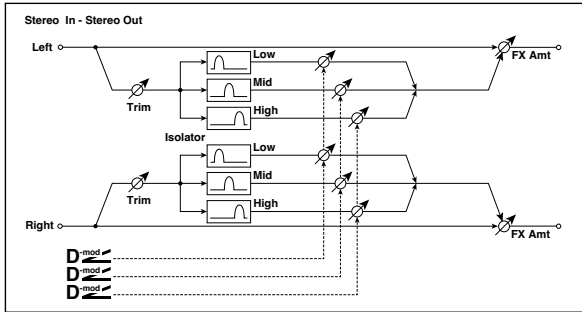 Stereo In - Stereo Out
Left
FX Amt
Low
Trim
Mid
High
Isolator
Low
Trim
Mid
High
Right
FX Amt
D-mod
D-mod
D-mod